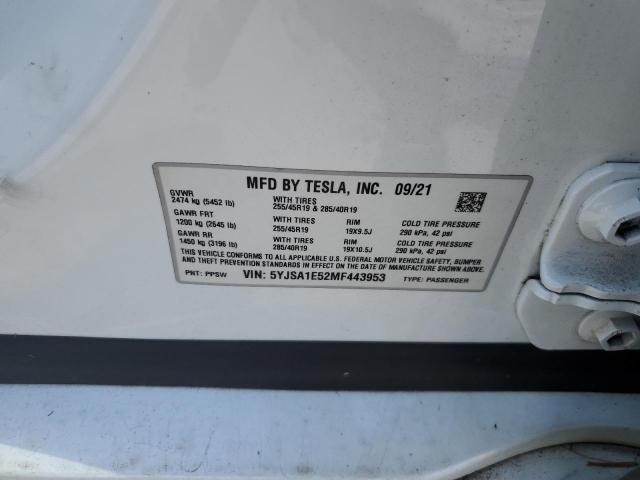 MFD BY TESLA, INC. 09/21
GVWR
2474 kg (5452 lb) WITH TIRES
255/45R19 & 285/40R19
GAWR FRT WITH TIRES RIM COLD TIRE PRESSURE
1200 kg (2645 lb) 255/45R19 19X9.5J 290 kPa, 42 psi
GAWR RR WITH TIRES RIM COLD TIRE PRESSURE
1450 kg (3196 lb) 285/40R19 19X10.5J 290 kPa, 42 psi
THIS VEHICLE CONFORMS TO ALL APPLICABLE U.S. FEDERAL MOTOR VEHICLE SAFETY, BUMPER
AND THEFT PREVENTION STANDARDS IN EFFECT ON THE DATE OF MANUFACTURE SHOWN ABOVE.
PNT: PPSW VIN: 5YJSA1E52MF443953 TYPE: PASSENGER